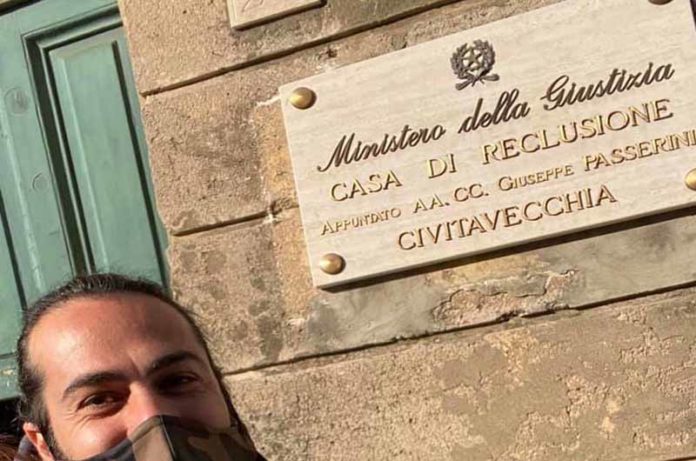 Ministero della Giustizia
CASA DI RECLUSIONE
APPUNTATO AA. CC. GIUSEPPE PASSERINI
CIVITAVECCHIA